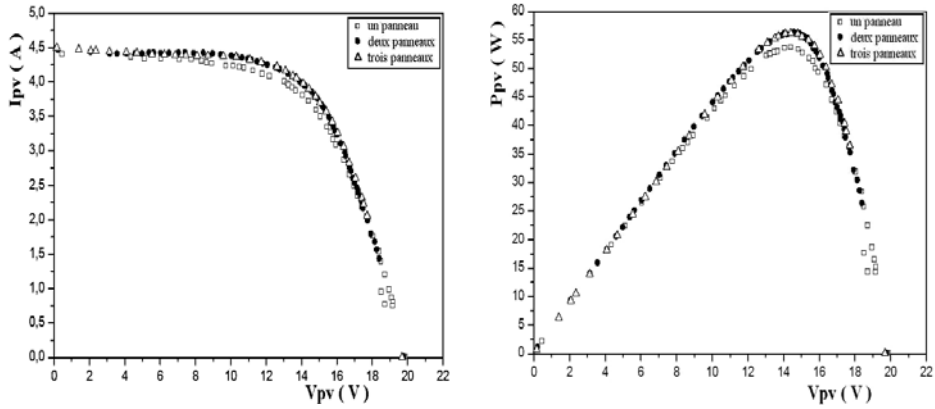 Ipv ( A )
5,0
4,5
4,0
3,5
3,0
2,5
2,0
1,5
1,0
0,5
0,0
un panneau
deux panneaux
trois panneaux
0 2 4 6 8 10 12 14 16 18 20 22
Vpv ( V )
Ppv ( W )
60
55
50
45
40
35
30
25
20
15
10
5
0
un panneau
deux panneaux
trois panneaux
0 2 4 6 8 10 12 14 16 18 20 22
Vpv ( V )